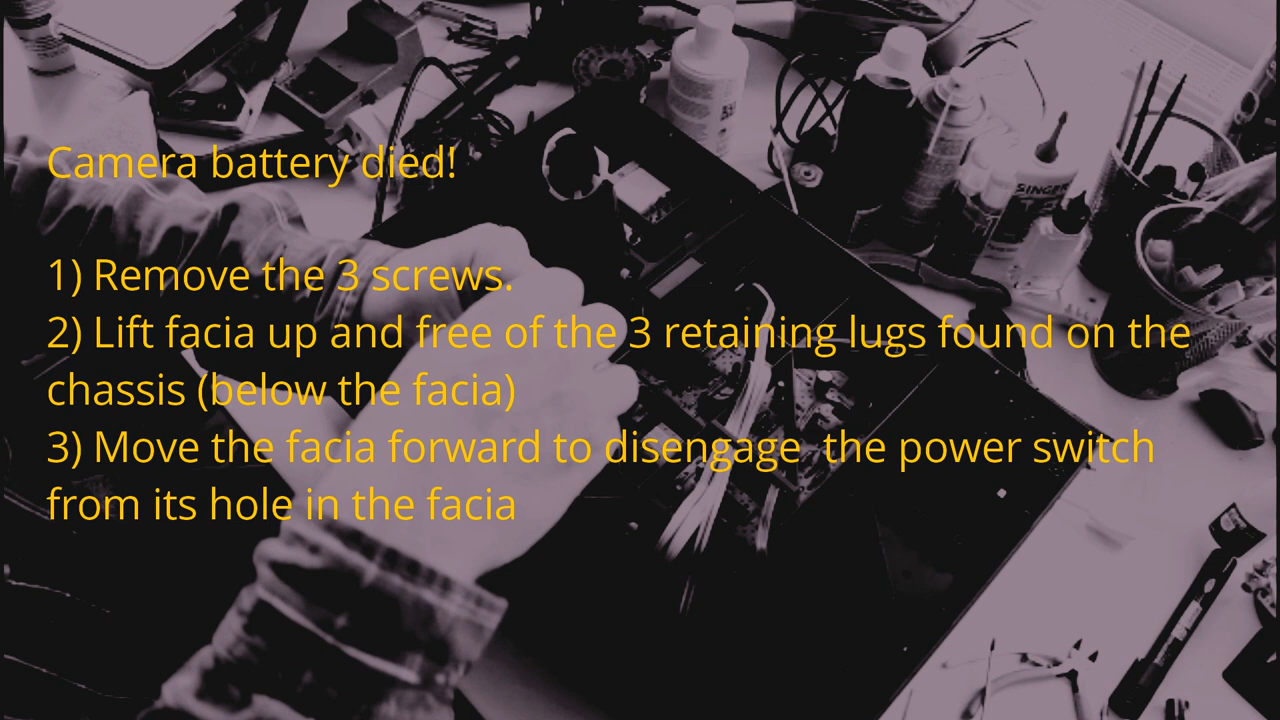 Camera battery died!
1) Remove the 3 screws.
2) Lift facia up and free of the 3 retaining lugs found on the
chassis (below the facia)
3) Move the facia forward to disengage  the power switch
from its hole in the facia
SINGER